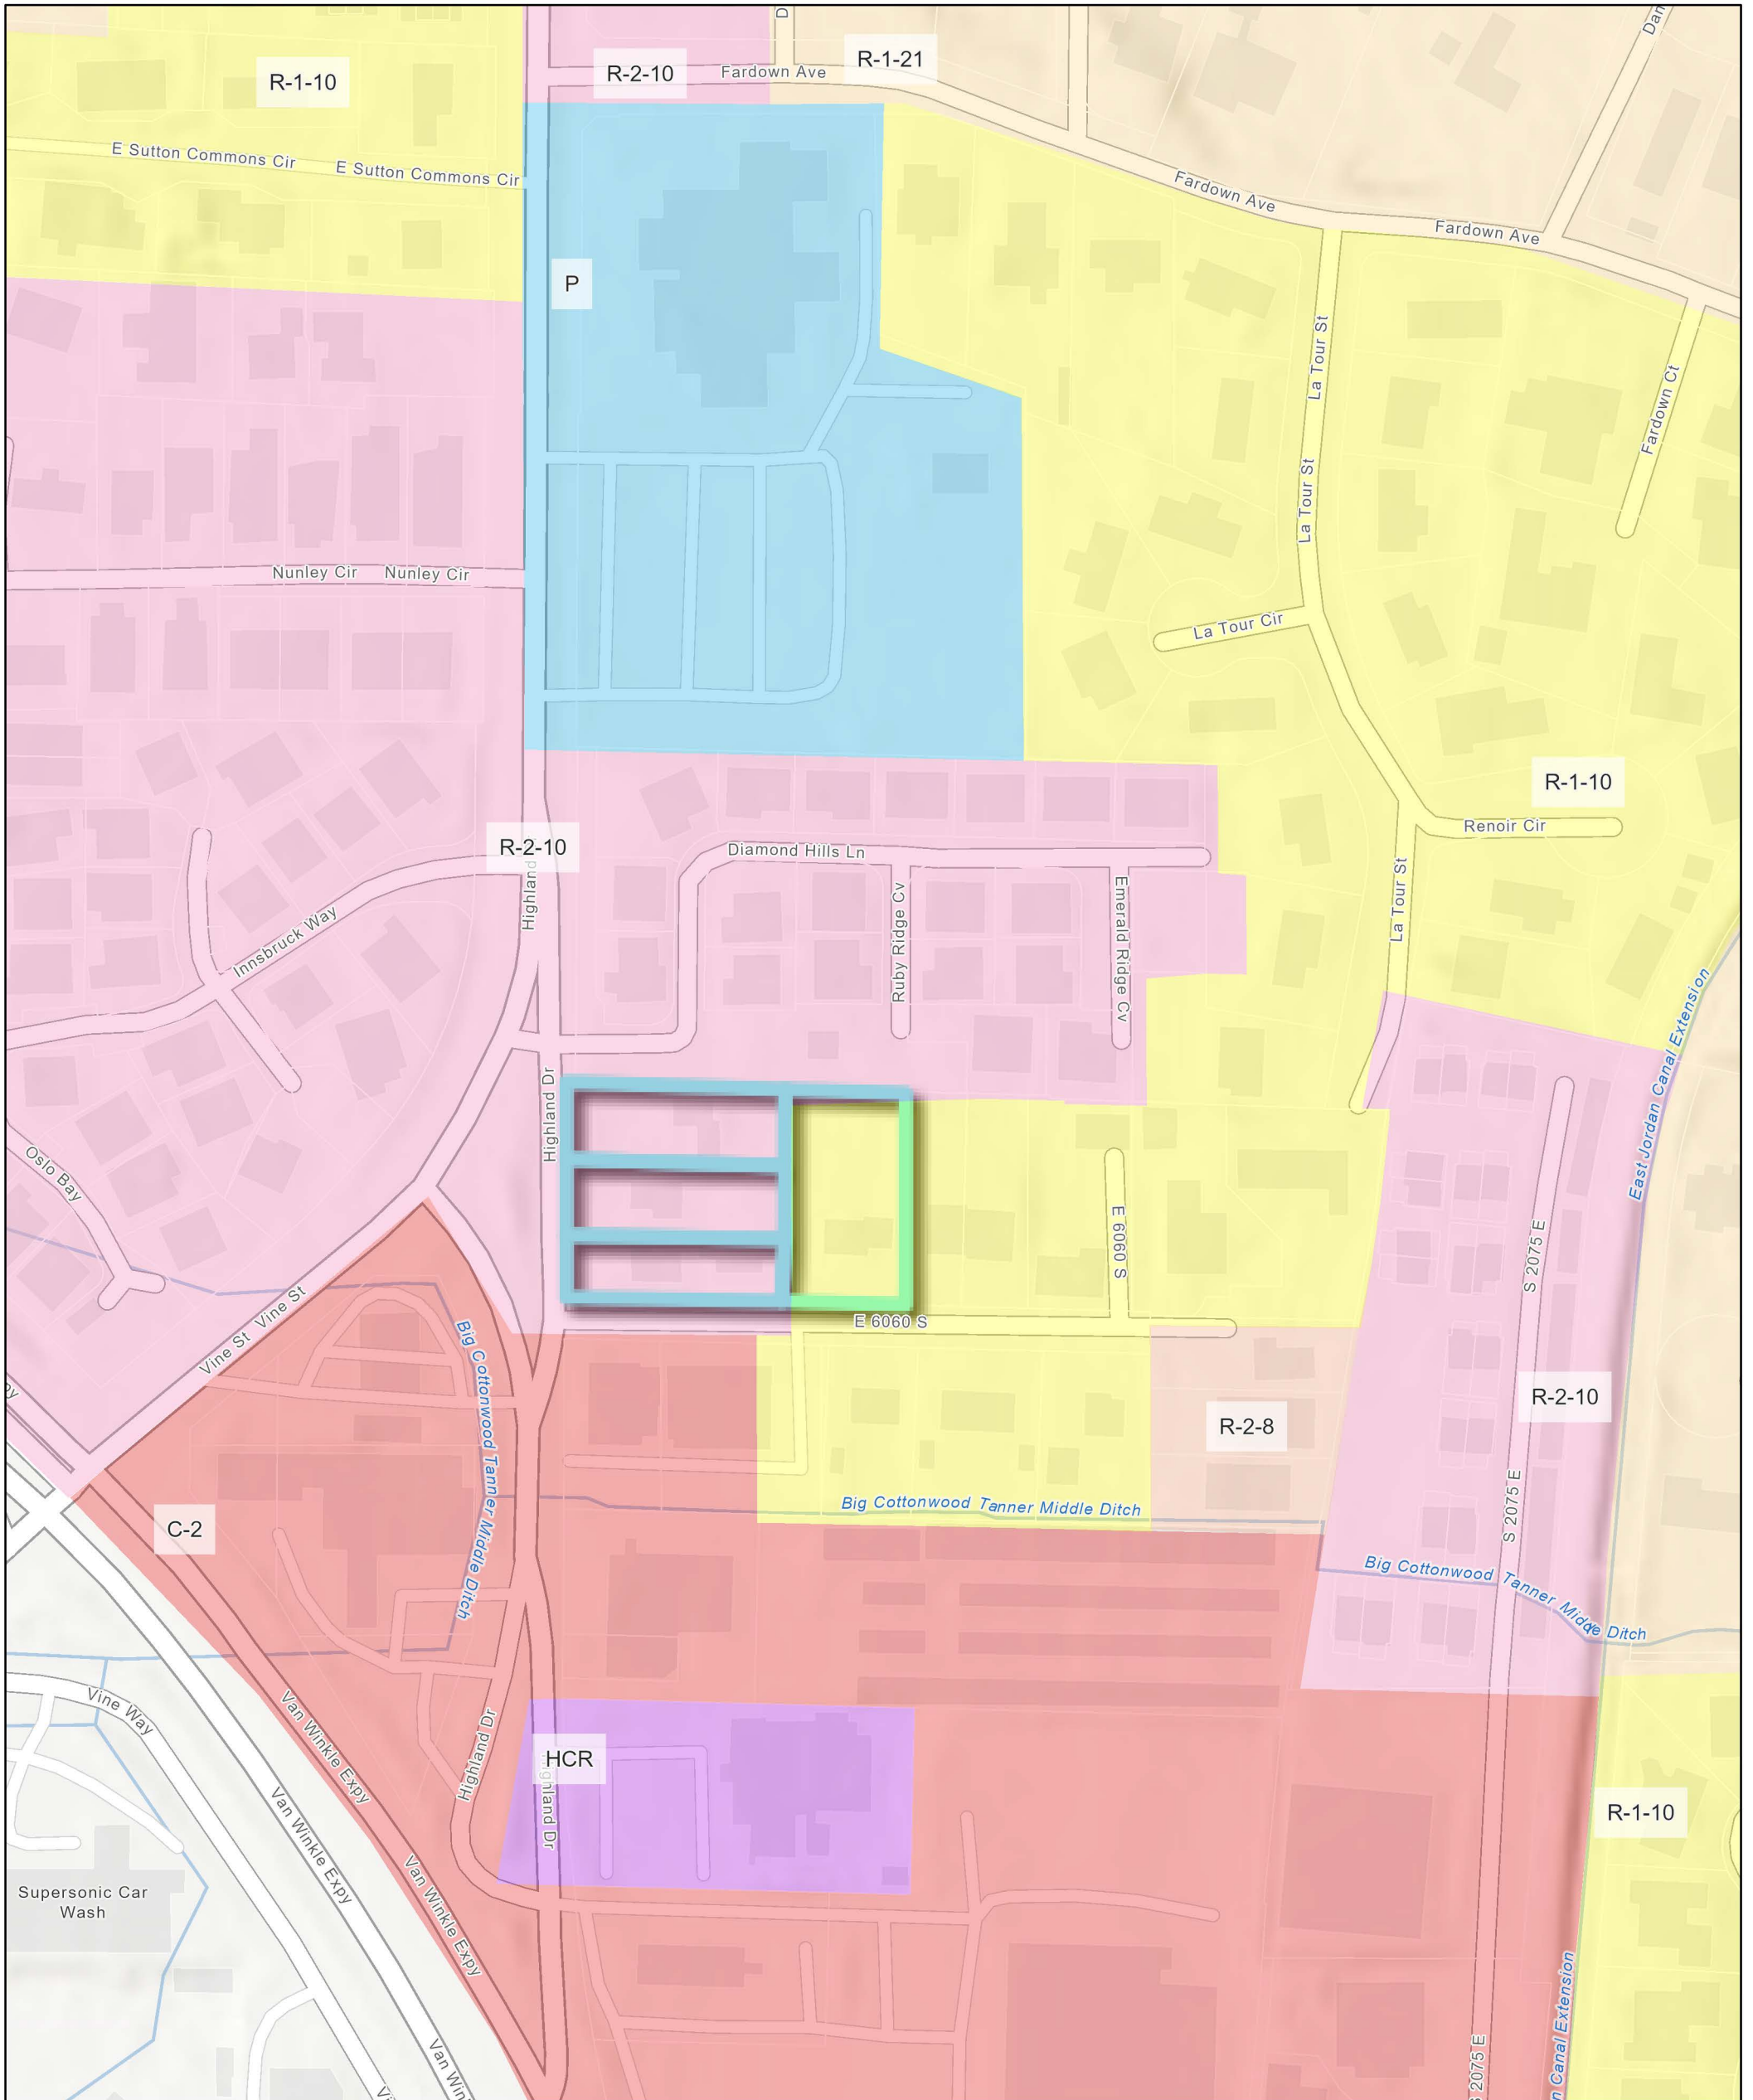 D
Dan
R-1-10
R-2-10
Fardown Ave
R-1-21
E Sutton Commons Cir
E Sutton Commons Cir
Fardown Ave
Fardown Ave
P
La Tour St
Fardown Ct
La Tour St
Nunley Cir
Nunley Cir
La Tour Cir
R-1-10
Renoir Cir
R-2-10
Diamond Hills Ln
Highland
La Tour St
Innsbruck Way
Ruby Ridge Cv
Emerald Ridge Cv
East Jordan Canal Extension
Highland Dr
Oslo Bay
E 6060 S
S 2075 E
Vine St
Vine St
E 6060 S
Big Cottonwood Tanner Middle Ditch
R-2-10
R-2-8
Big Cottonwood Tanner Middle Ditch
C-2
S 2075 E
Big Cottonwood Tanner Middle Ditch
Vine Way
Van Winkle Expy
Highland Dr
HCR
Highland Dr
Van Winkle Expy
R-1-10
Van Winkle Expy
Supersonic Car
Wash
n Canal Extension
Van Win
Vi
2075 E